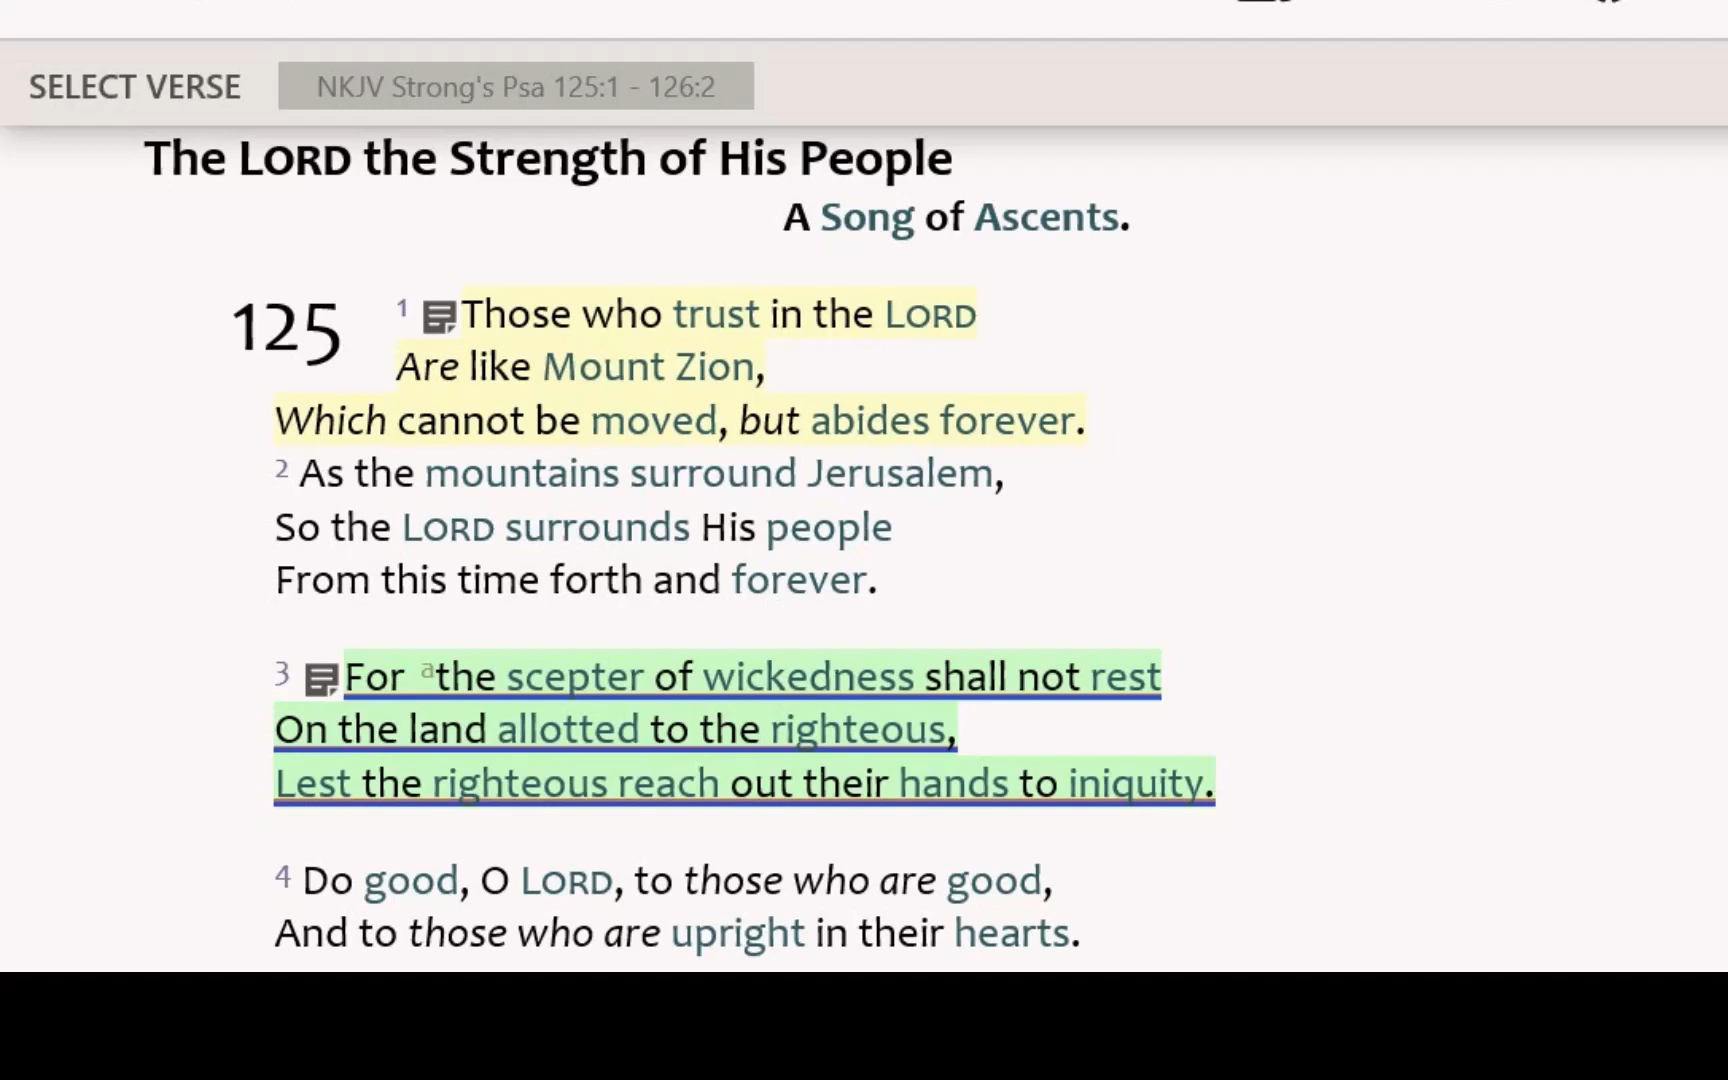 SELECT VERSE NKJV Strong's Psa 125:1 - 126:2
The LORD the Strength of His People
A Song of Ascents.
125 1 Those who trust in the LORD
Are like Mount Zion,
Which cannot be moved, but abides forever.
2 As the mountains surround Jerusalem,
So the LORD surrounds His people
From this time forth and forever.
3 For a the scepter of wickedness shall not rest
On the land allotted to the righteous,
Lest the righteous reach out their hands to iniquity.
4 Do good, O LORD, to those who are good,
And to those who are upright in their hearts.